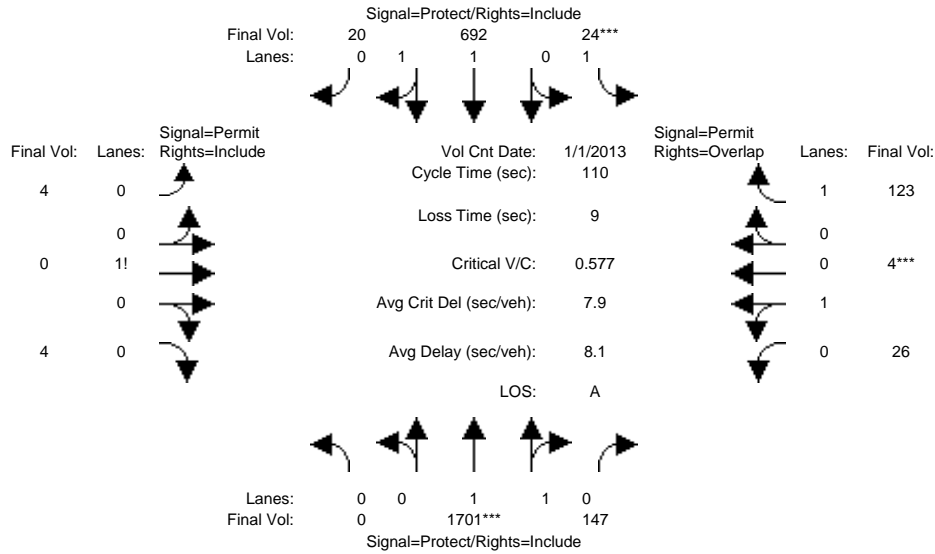 Signal=Protect/Rights=Include
Final Vol: 20 692 24***
Lanes: 0 1 1 0 1
Signal=Permit
Final Vol: Lanes: Rights=Include
Vol Cnt Date: 1/1/2013
Signal=Permit
Rights=Overlap Lanes: Final Vol:
Cycle Time (sec): 110
4 0
1 123
Loss Time (sec): 9
0
0
0 1!
Critical V/C: 0.577
0 4***
0
Avg Crit Del (sec/veh): 7.9
1
4 0
Avg Delay (sec/veh): 8.1
0 26
LOS: A
Lanes: 0 0 1 1 0
Final Vol: 0 1701*** 147
Signal=Protect/Rights=Include